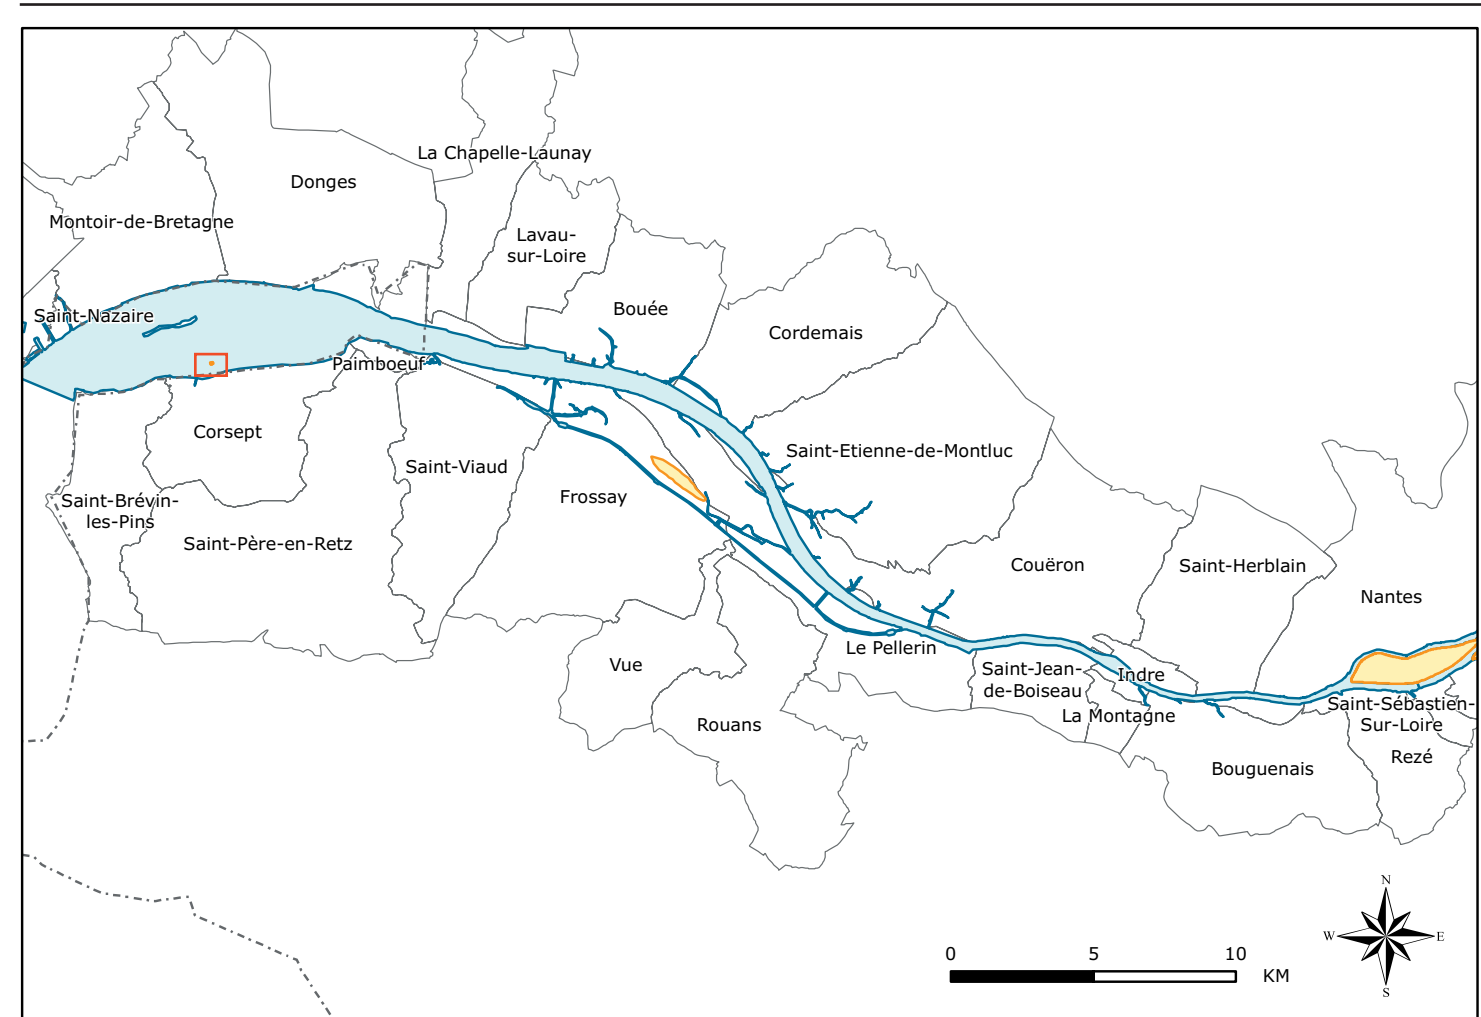 La Chapelle-Launay
Donges
Montoir-de-Bretagne
Lavau-
sur-Loire
Saint-Nazaire
Bouée
Cordemais
Paimboeuf
Corsept
Saint-Etienne-de-Montluc
Saint-Viaud
Frossay
Saint-Brévin-
les-Pins
Saint-Père-en-Retz
Couëron
Saint-Herblain
Nantes
Le Pellerin
Vue
Saint-Jean-
de-Boiseau
Indre
La Montagne
Saint-Sébastien-
Sur-Loire
Rouans
Rezé
Bouguenais
N
W
E
S
0 5 10
KM